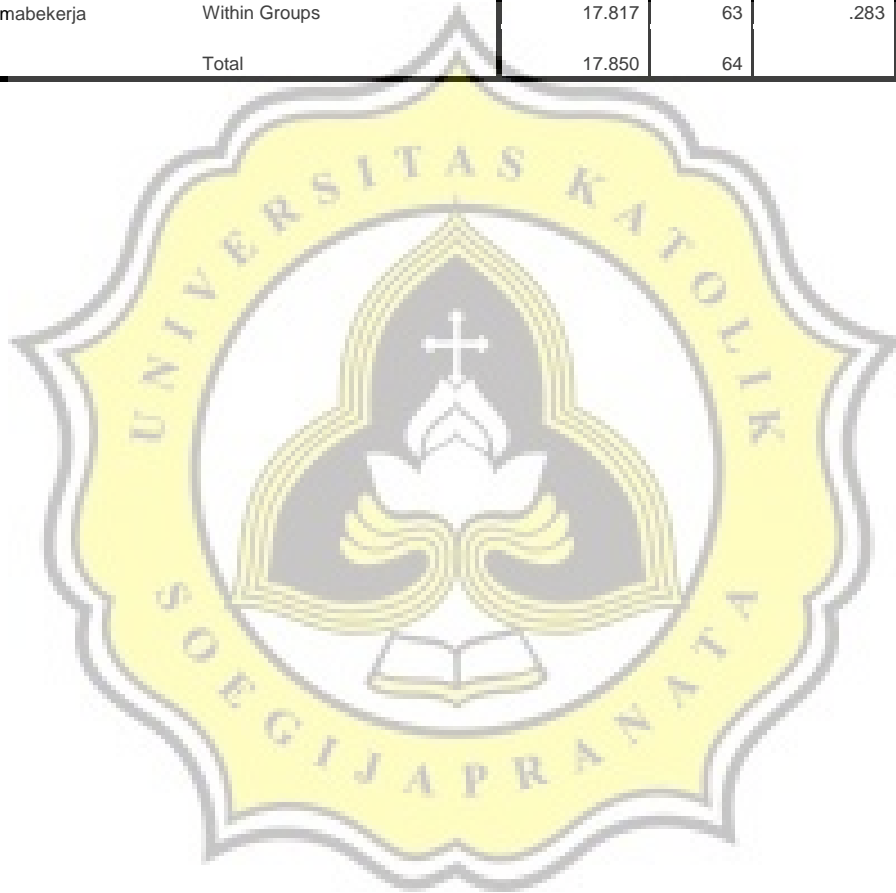 mabekerja Within Groups 17.817 63 .283
Total 17.850 64
UNIVERSITAS KATOLIK
SOEGIJAPRANATA